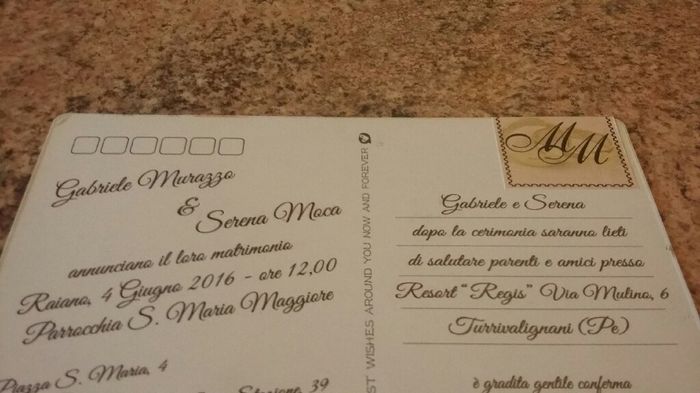 Gabriele Murazzo
&
Serena Moca
annunciano il loro matrimonio
Raiano, 4 Giugno 2016 - ore 12,00
Parrocchia S. Maria Maggiore
Piazza S. Maria, 4
Stazione, 39
WISHES AROUND YOU NOW AND FOREVER
MM
Gabriele e Serena
dopo la cerimonia saranno lieti
di salutare parenti e amici presso
Resort "Regis" Via Mulino, 6
Turrivalignani (Pe)
è gradita gentile conferma